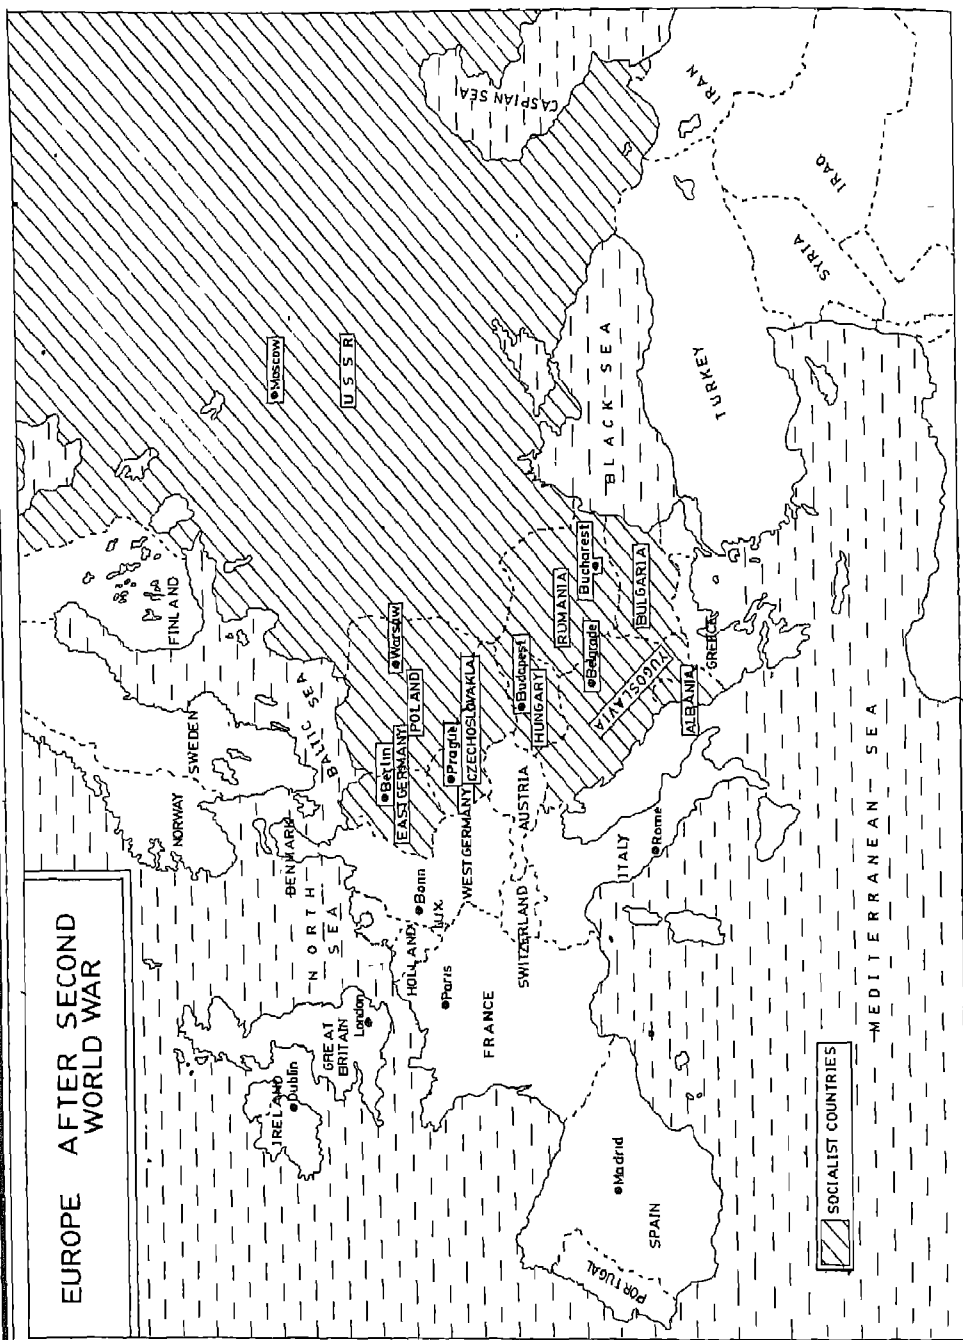 EUROPE AFTER SECOND
WORLD WAR
NORWAY
SWEDEN
FINLAND
DENMARK
BALTIC SEA
NORTH
SEA
IRELAND
Dublin
GREAT
BRITAIN
London
HOLLAND
LUX.
Bonn
Paris
FRANCE
WEST GERMANY
SWITZERLAND
AUSTRIA
Berlin
EAST GERMANY
POLAND
Warsaw
Prague
CZECHOSLOVAKLA
Budapest
HUNGARY
Moscow
USSR
RUMANIA
Bucharest
Belgrade
YUGOSLAVIA
BULGARIA
ALBANIA
GREECE
ITALY
Rome
Madrid
SPAIN
PORTUGAL
BLACK SEA
CASPIAN SEA
TURKEY
SYRIA
IRAQ
IRAN
MEDITERRANEAN SEA
SOCIALIST COUNTRIES